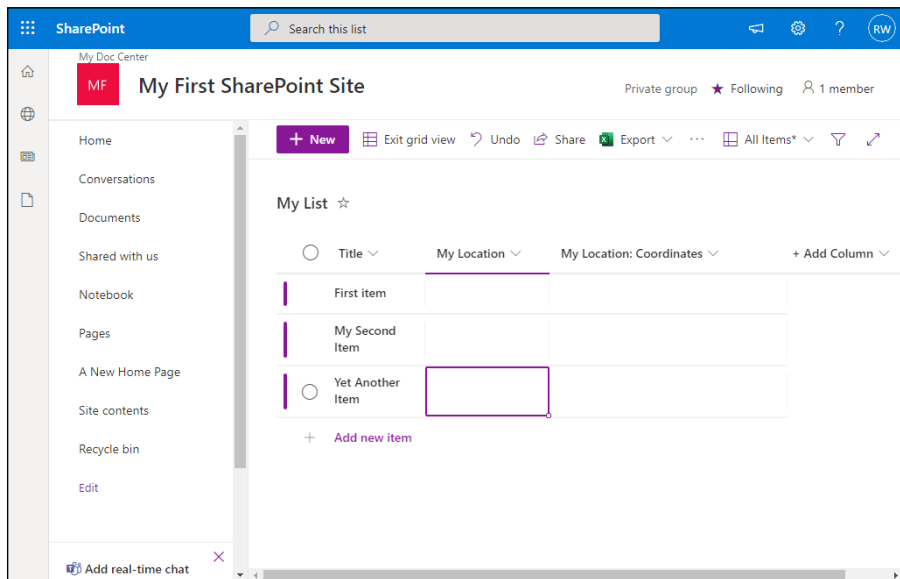 SharePoint
Search this list
?
RW
My Doc Center
MF
My First SharePoint Site
Private group
Following
1 member
Home
Conversations
Documents
Shared with us
Notebook
Pages
A New Home Page
Site contents
Recycle bin
Edit
Add real-time chat
+ New
Exit grid view
Undo
Share
Export
...
All Items*
My List
Title
My Location
My Location: Coordinates
+ Add Column
First item
My Second
Item
Yet Another
Item
+ Add new item